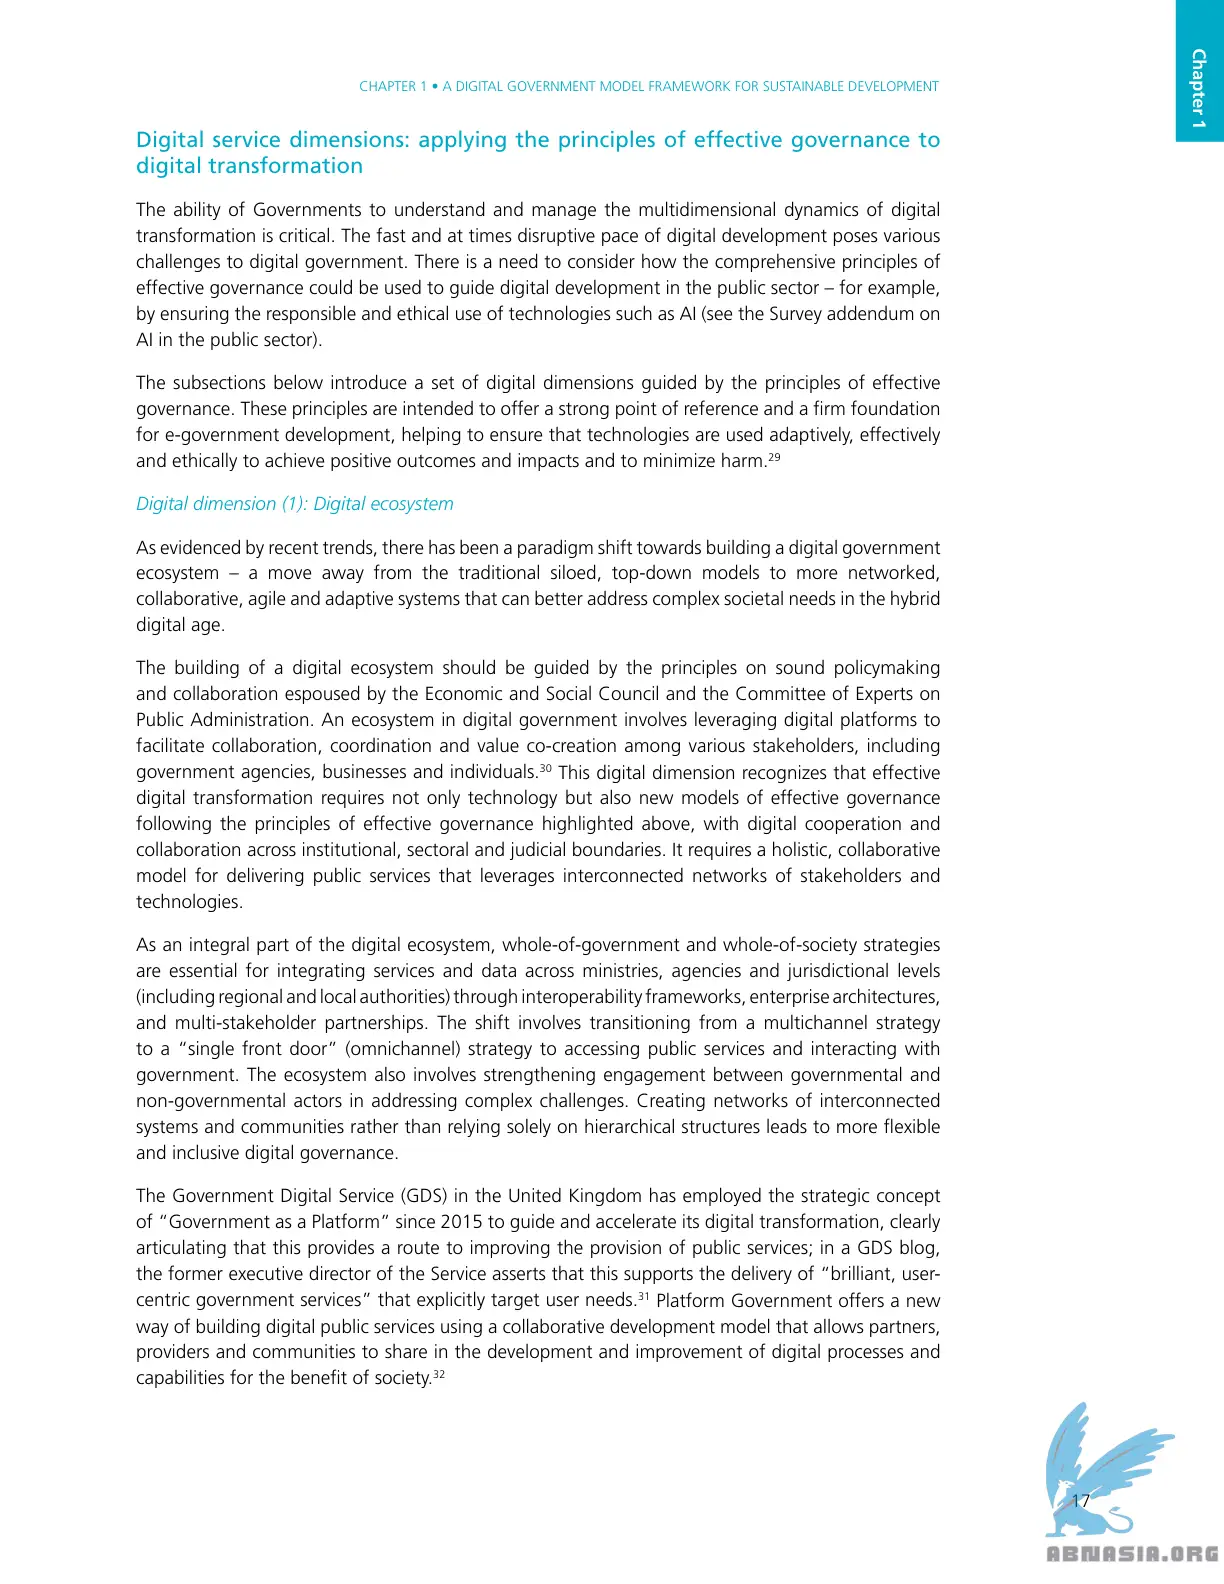 Chapter 1
CHAPTER 1 • A DIGITAL GOVERNMENT MODEL FRAMEWORK FOR SUSTAINABLE DEVELOPMENT
Digital service dimensions: applying the principles of effective governance to
digital transformation
The ability of Governments to understand and manage the multidimensional dynamics of digital
transformation is critical. The fast and at times disruptive pace of digital development poses various
challenges to digital government. There is a need to consider how the comprehensive principles of
effective governance could be used to guide digital development in the public sector – for example,
by ensuring the responsible and ethical use of technologies such as AI (see the Survey addendum on
AI in the public sector).
The subsections below introduce a set of digital dimensions guided by the principles of effective
governance. These principles are intended to offer a strong point of reference and a firm foundation
for e-government development, helping to ensure that technologies are used adaptively, effectively
and ethically to achieve positive outcomes and impacts and to minimize harm.29
Digital dimension (1): Digital ecosystem
As evidenced by recent trends, there has been a paradigm shift towards building a digital government
ecosystem – a move away from the traditional siloed, top-down models to more networked,
collaborative, agile and adaptive systems that can better address complex societal needs in the hybrid
digital age.
The building of a digital ecosystem should be guided by the principles on sound policymaking
and collaboration espoused by the Economic and Social Council and the Committee of Experts on
Public Administration. An ecosystem in digital government involves leveraging digital platforms to
facilitate collaboration, coordination and value co-creation among various stakeholders, including
government agencies, businesses and individuals.30 This digital dimension recognizes that effective
digital transformation requires not only technology but also new models of effective governance
following the principles of effective governance highlighted above, with digital cooperation and
collaboration across institutional, sectoral and judicial boundaries. It requires a holistic, collaborative
model for delivering public services that leverages interconnected networks of stakeholders and
technologies.
As an integral part of the digital ecosystem, whole-of-government and whole-of-society strategies
are essential for integrating services and data across ministries, agencies and jurisdictional levels
(including regional and local authorities) through interoperability frameworks, enterprise architectures,
and multi-stakeholder partnerships. The shift involves transitioning from a multichannel strategy
to a “single front door” (omnichannel) strategy to accessing public services and interacting with
government. The ecosystem also involves strengthening engagement between governmental and
non-governmental actors in addressing complex challenges. Creating networks of interconnected
systems and communities rather than relying solely on hierarchical structures leads to more flexible
and inclusive digital governance.
The Government Digital Service (GDS) in the United Kingdom has employed the strategic concept
of “Government as a Platform” since 2015 to guide and accelerate its digital transformation, clearly
articulating that this provides a route to improving the provision of public services; in a GDS blog,
the former executive director of the Service asserts that this supports the delivery of “brilliant, user-
centric government services” that explicitly target user needs.31 Platform Government offers a new
way of building digital public services using a collaborative development model that allows partners,
providers and communities to share in the development and improvement of digital processes and
capabilities for the benefit of society.32
17
ABNASIA.ORG